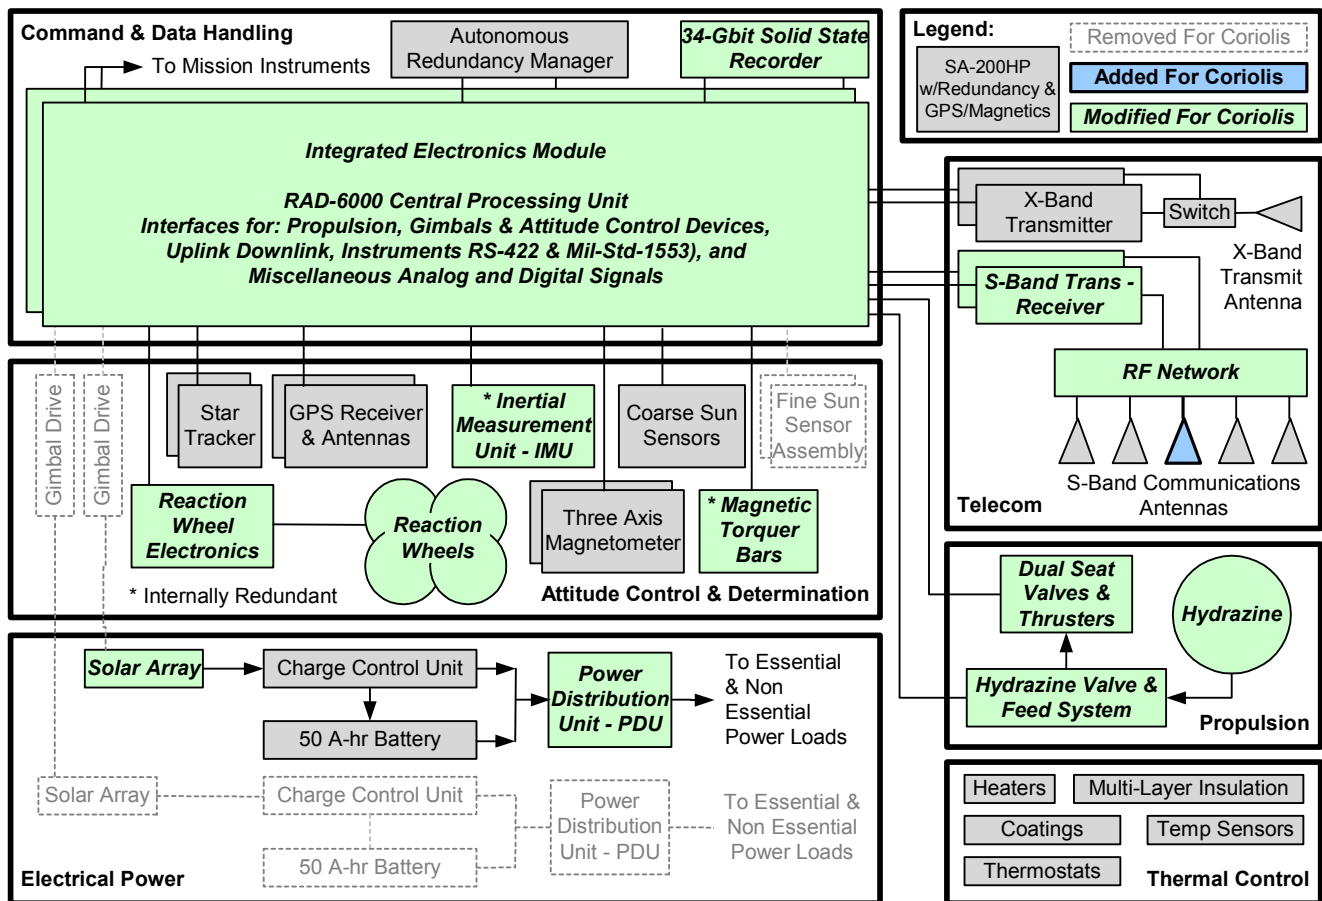 Command & Data Handling
To Mission Instruments
Autonomous
Redundancy Manager
34-Gbit Solid State
Recorder
Integrated Electronics Module
RAD-6000 Central Processing Unit
Interfaces for: Propulsion, Gimbals & Attitude Control Devices,
Uplink Downlink, Instruments RS-422 & Mil-Std-1553), and
Miscellaneous Analog and Digital Signals
Legend:
SA-200HP
w/Redundancy &
GPS/Magnetics
Removed For Coriolis
Added For Coriolis
Modified For Coriolis
X-Band
Transmitter
Switch
X-Band
Transmit
Antenna
S-Band Trans -
Receiver
RF Network
S-Band Communications
Antennas
Telecom
Gimbal Drive
Gimbal Drive
Star
Tracker
GPS Receiver
& Antennas
* Inertial
Measurement
Unit - IMU
Coarse Sun
Sensors
Fine Sun
Sensor
Assembly
Reaction
Wheel
Electronics
Reaction
Wheels
Three Axis
Magnetometer
* Magnetic
Torquer
Bars
* Internally Redundant
Attitude Control & Determination
Dual Seat
Valves &
Thrusters
Hydrazine
Hydrazine Valve &
Feed System
Propulsion
Solar Array
Charge Control Unit
50 A-hr Battery
Power
Distribution
Unit - PDU
To Essential
& Non
Essential
Power Loads
Solar Array
Charge Control Unit
50 A-hr Battery
Power
Distribution
Unit - PDU
To Essential &
Non Essential
Power Loads
Electrical Power
Heaters
Multi-Layer Insulation
Coatings
Temp Sensors
Thermostats
Thermal Control